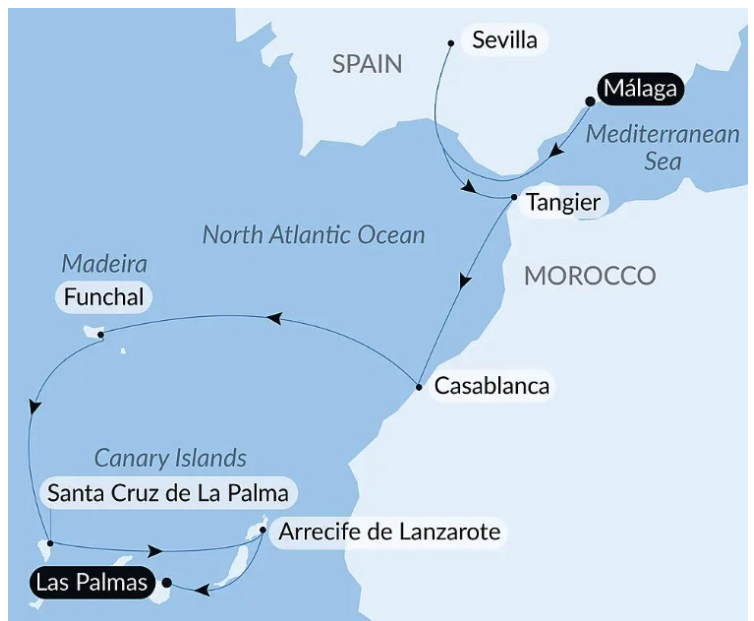 Sevilla
SPAIN
Málaga
Mediterranean
Sea
Tangier
North Atlantic Ocean
Madeira
Funchal
MOROCCO
Casablanca
Canary Islands
Santa Cruz de La Palma
Arrecife de Lanzarote
Las Palmas